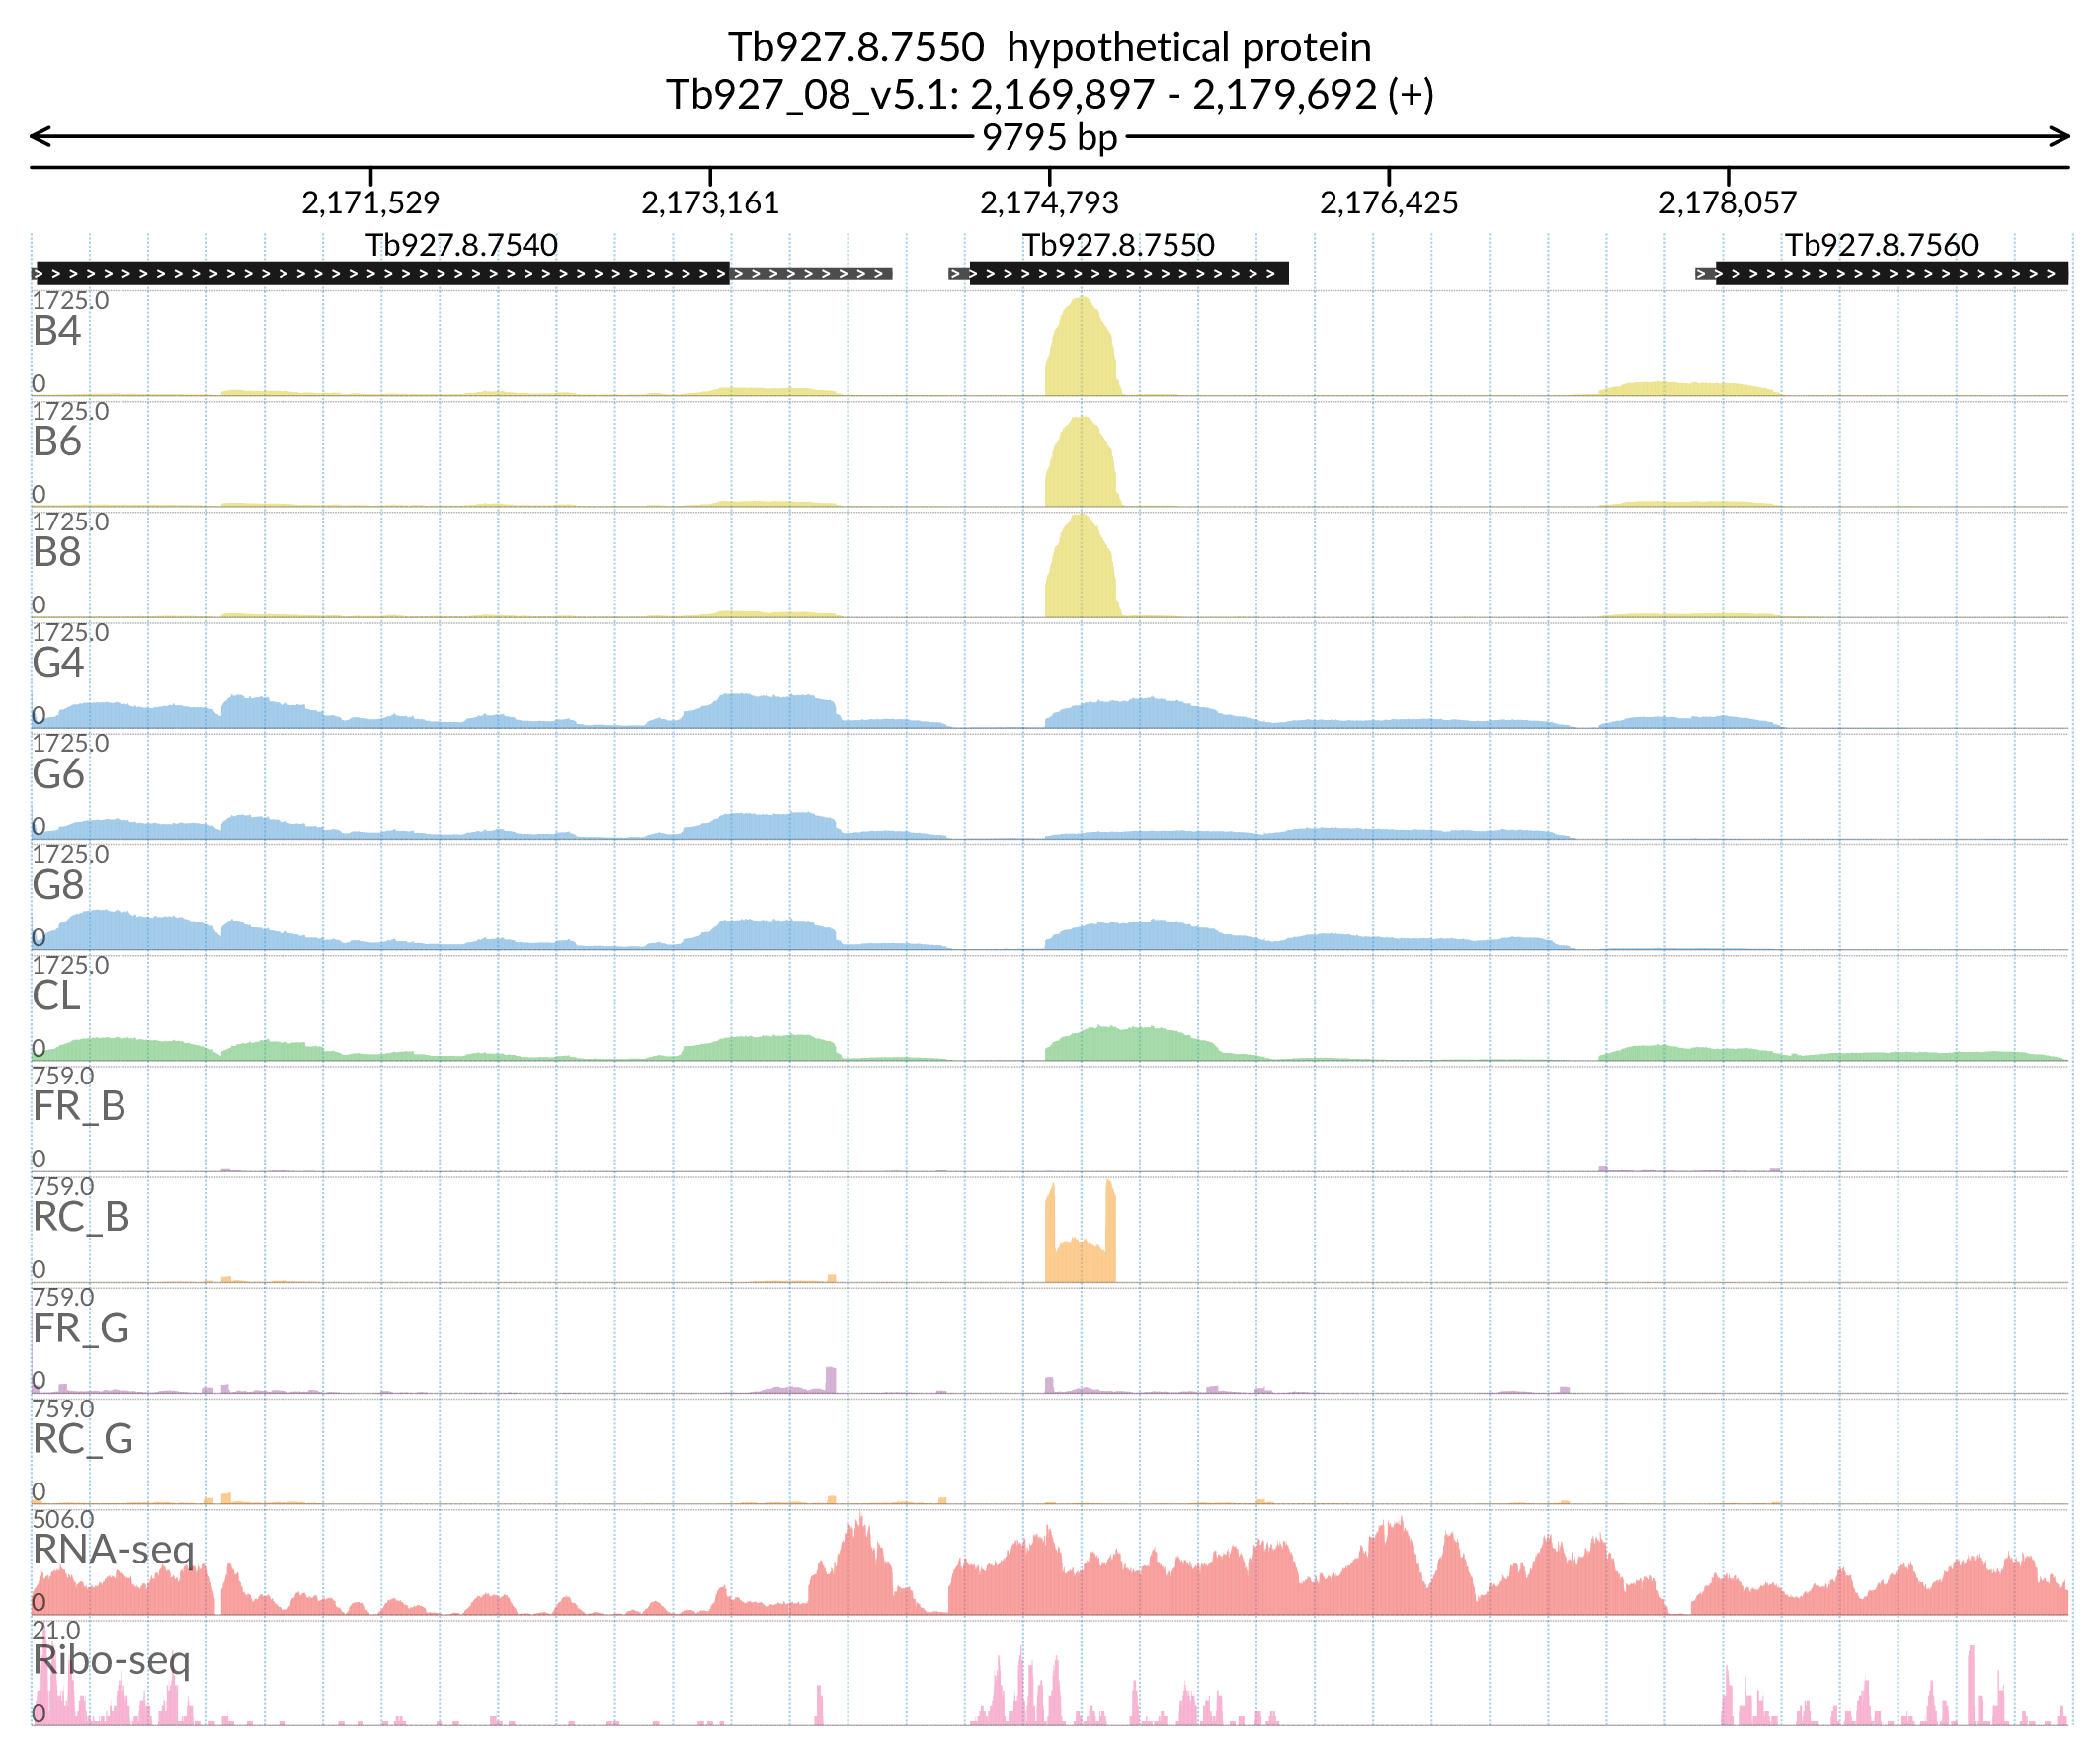 Tb927.8.7550 hypothetical protein
Tb927_08_v5.1: 2,169,897 - 2,179,692 (+)
9795 bp
2,171,529 2,173,161 2,174,793 2,176,425 2,178,057
Tb927.8.7540 Tb927.8.7550 Tb927.8.7560
1725.0
B4
0
1725.0
B6
0
1725.0
B8
0
1725.0
G4
0
1725.0
G6
0
1725.0
G8
0
1725.0
CL
0
759.0
FR_B
0
759.0
RC_B
0
759.0
FR_G
0
759.0
RC_G
0
506.0
RNA-seq
0
21.0
Ribo-seq
0